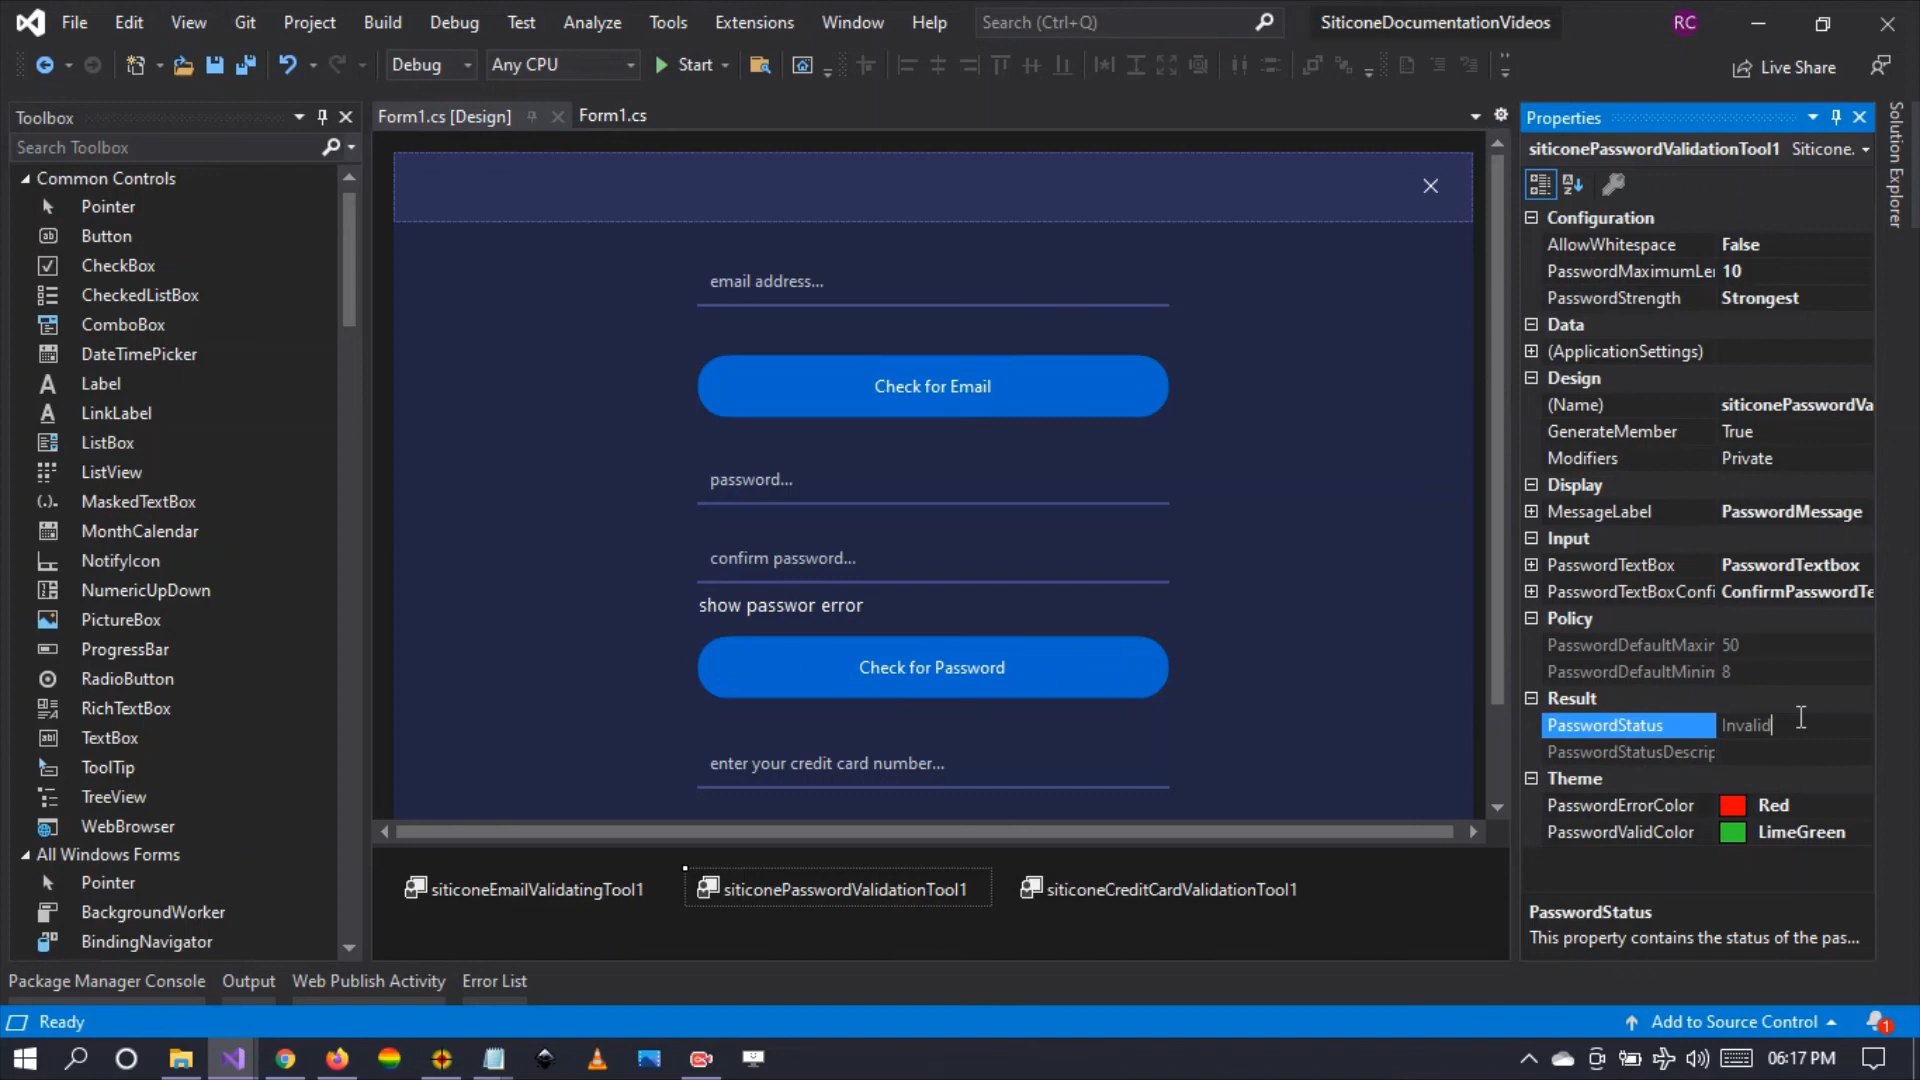 File Edit View Git Project Build Debug Test Analyze Tools Extensions Window Help Search (Ctrl+Q) SiticoneDocumentationVideos RC
Debug Any CPU Start Live Share
Toolbox
Search Toolbox
Common Controls
Pointer
Button
CheckBox
CheckedListBox
ComboBox
DateTimePicker
Label
LinkLabel
ListBox
ListView
MaskedTextBox
MonthCalendar
NotifyIcon
NumericUpDown
PictureBox
ProgressBar
RadioButton
RichTextBox
TextBox
ToolTip
TreeView
WebBrowser
All Windows Forms
Pointer
BackgroundWorker
BindingNavigator
Form1.cs [Design] Form1.cs
email address...
Check for Email
password...
confirm password...
show passwor error
Check for Password
enter your credit card number...
siticoneEmailValidatingTool1 siticonePasswordValidationTool1 siticoneCreditCardValidationTool1
Properties
siticonePasswordValidationTool1 Siticone.
Configuration
AllowWhitespace False
PasswordMaximumLei 10
PasswordStrength Strongest
Data
(ApplicationSettings)
Design
(Name) siticonePasswordVa
GenerateMember True
Modifiers Private
Display
MessageLabel PasswordMessage
Input
PasswordTextBox PasswordTextbox
PasswordTextBoxConfi ConfirmPasswordTe
Policy
PasswordDefaultMaxin 50
PasswordDefaultMinim 8
Result
PasswordStatus Invalid
PasswordStatusDescrip
Theme
PasswordErrorColor Red
PasswordValidColor LimeGreen
PasswordStatus
This property contains the status of the pas...
Solution Explorer
Package Manager Console Output Web Publish Activity Error List
Ready Add to Source Control 1
06:17 PM